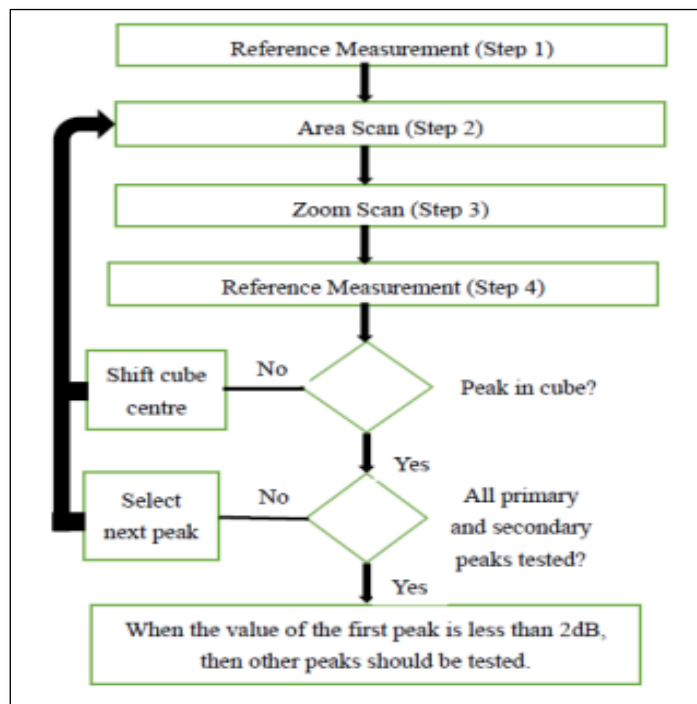 Reference Measurement (Step 1)
Area Scan (Step 2)
Zoom Scan (Step 3)
Reference Measurement (Step 4)
Shift cube
centre
No
Peak in cube?
Yes
Select
next peak
No
All primary
and secondary
peaks tested?
Yes
When the value of the first peak is less than 2dB,
then other peaks should be tested.